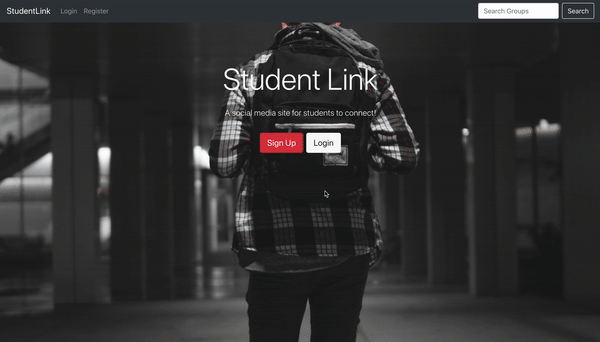 StudentLink Login Register Search Groups Search
Student Link
A social media site for students to connect!
Sign Up Login